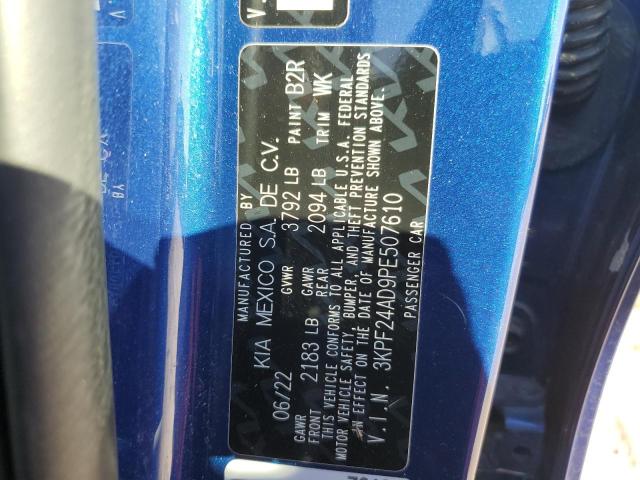 MANUFACTURED BY
KIA MEXICO S.A. DE C.V.
06/22 GVWR 3792 LB PAINT B2R
GAWR FRONT 2183 LB GAWR REAR 2094 LB TRIM WK
THIS VEHICLE CONFORMS TO ALL APPLICABLE U.S.A. FEDERAL
MOTOR VEHICLE SAFETY, BUMPER, AND THEFT PREVENTION STANDARDS
IN EFFECT ON THE DATE OF MANUFACTURE SHOWN ABOVE.
V.I.N. 3KPF24AD9PE507610
PASSENGER CAR